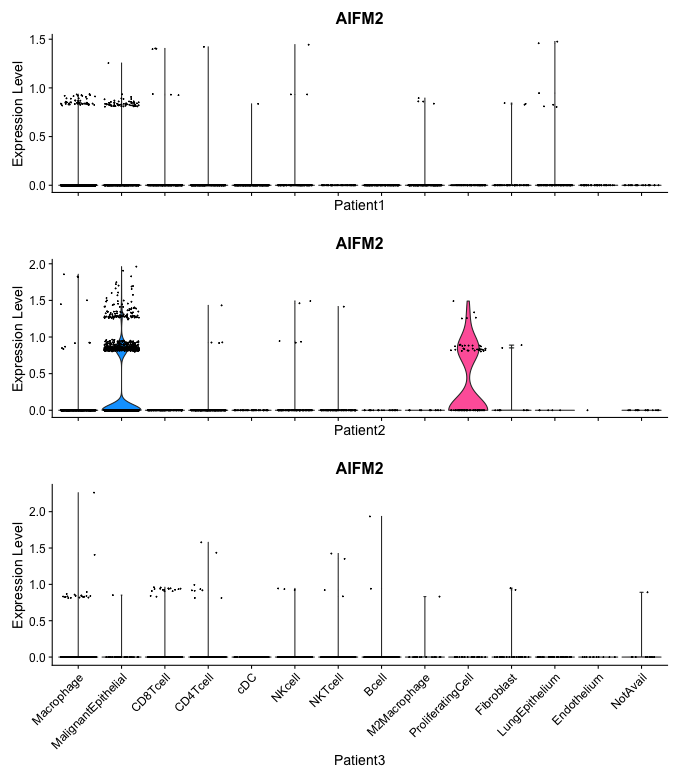 AIFM2
Expression Level
1.5
1.0
0.5
0.0
Patient1
AIFM2
Expression Level
2.0
1.5
1.0
0.5
0.0
Patient2
AIFM2
Expression Level
2.0
1.5
1.0
0.5
0.0
Macrophage
MalignantEpithelial
CD8Tcell
CD4Tcell
cDC
NKcell
NKTcell
Bcell
M2Macrophage
ProliferatingCell
Fibroblast
LungEpithelium
Endothelium
NotAvail
Patient3